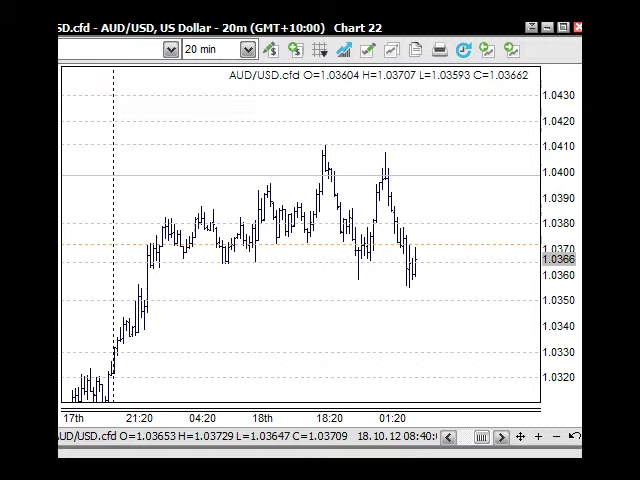 SD.cfd - AUD/USD, US Dollar - 20m (GMT+10:00) Chart 22
20 min
AUD/USD.cfd O=1.03604 H=1.03707 L=1.03593 C=1.03662
1.0430
1.0420
1.0410
1.0400
1.0390
1.0380
1.0370
1.0366
1.0360
1.0350
1.0340
1.0330
1.0320
17th 21:20 04:20 18th 18:20 01:20
AUD/USD.cfd O=1.03653 H=1.03729 L=1.03647 C=1.03709 18.10.12 08:40: